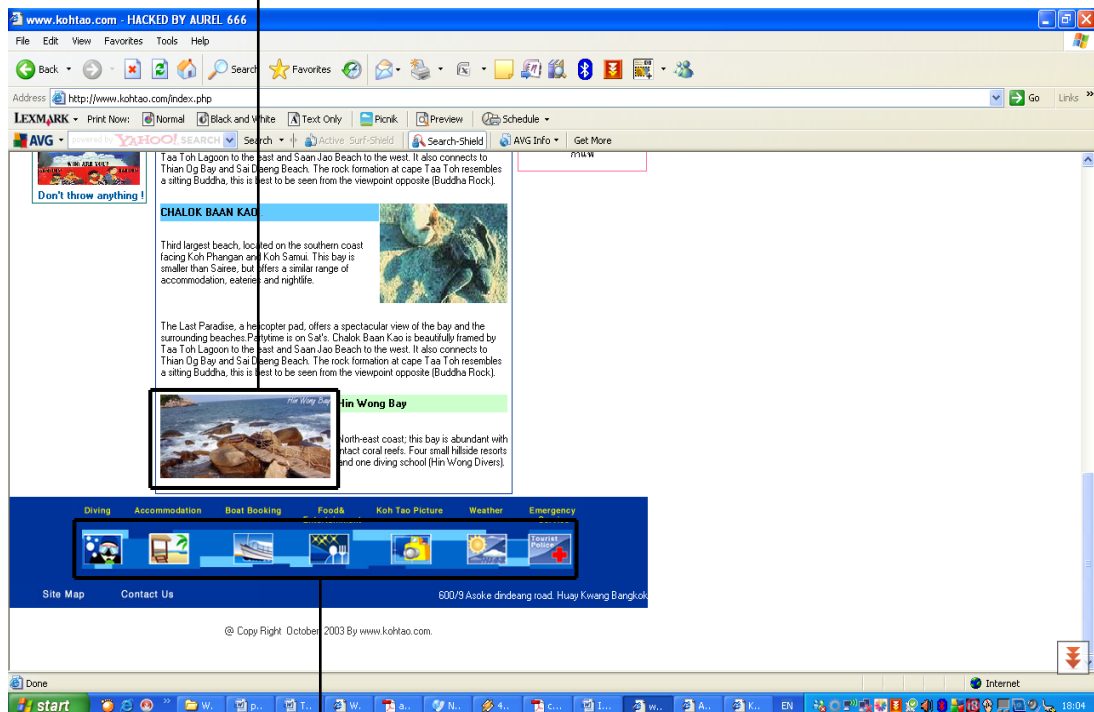 www.kohtao.com - HACKED BY AUREL 666
File Edit View Favorites Tools Help
Back Search Favorites
Address http://www.kohtao.com/index.php Go Links »
LEXMARK Print Now: Normal Black and White Text Only Picnik Preview Schedule
AVG powered by YAHOO! SEARCH Search Active Surf-Shield Search-Shield AVG Info Get More
WHO ARE YOU?
Don't throw anything !
Taa Toh Lagoon to the east and Saan Jao Beach to the west. It also connects to
Thian Og Bay and Sai Daeng Beach. The rock formation at cape Taa Toh resembles
a sitting Buddha, this is best to be seen from the viewpoint opposite (Buddha Rock).
กาแฟ
CHALOK BAAN KAO
Third largest beach, located on the southern coast
facing Koh Phangan and Koh Samui. This bay is
smaller than Sairee, but offers a similar range of
accommodation, eateries and nightlife.
The Last Paradise, a helicopter pad, offers a spectacular view of the bay and the
surrounding beaches.Partytime is on Sat's. Chalok Baan Kao is beautifully framed by
Taa Toh Lagoon to the east and Saan Jao Beach to the west. It also connects to
Thian Og Bay and Sai Daeng Beach. The rock formation at cape Taa Toh resembles
a sitting Buddha, this is best to be seen from the viewpoint opposite (Buddha Rock).
Hin Wong Bay
Hin Wong Bay
North-east coast; this bay is abundant with
intact coral reefs. Four small hillside resorts
and one diving school (Hin Wong Divers).
Diving Accommodation Boat Booking Food& Koh Tao Picture Weather Emergency
Entertainment Service
Tourist
Police
Site Map Contact Us 600/9 Asoke dindeang road. Huay Kwang Bangkok
@ Copy Right October 2003 By www.kohtao.com.
Done Internet
start W. p.. T.. W. a.. N.. 4.. c... I... w.. A.. K.. EN 18:04